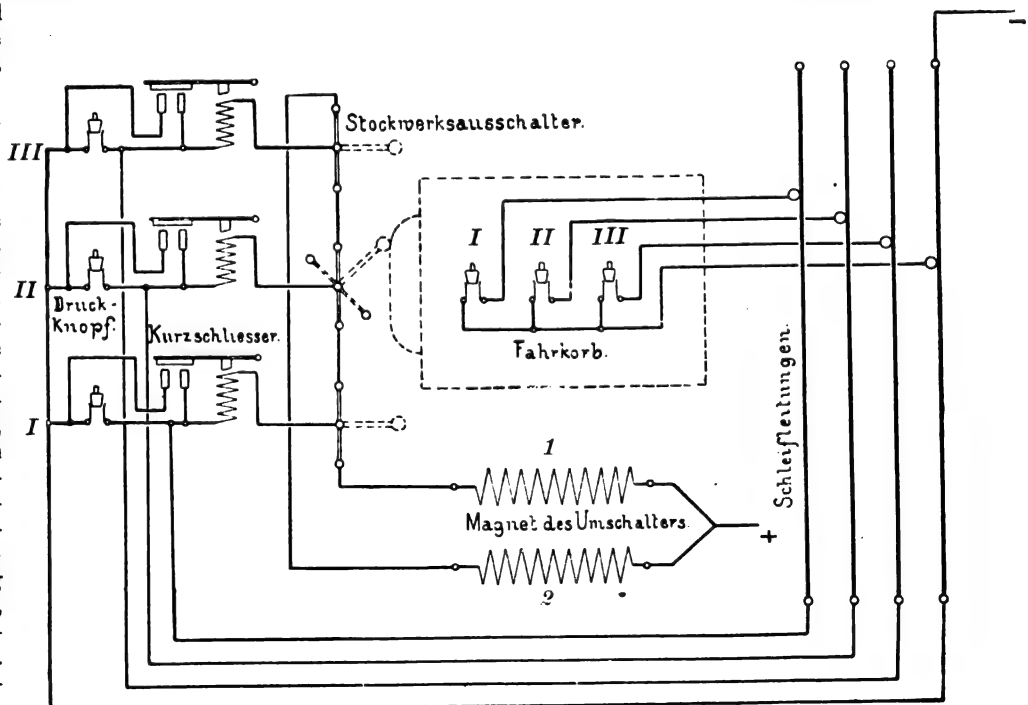 Stockwerksausschalter.
III
I II III
II
Druck-
Knopf.
Kurzschliesser.
Fahrkorb.
Schleifleitungen.
I
1
Magnet des Umschalters.
+
2
−